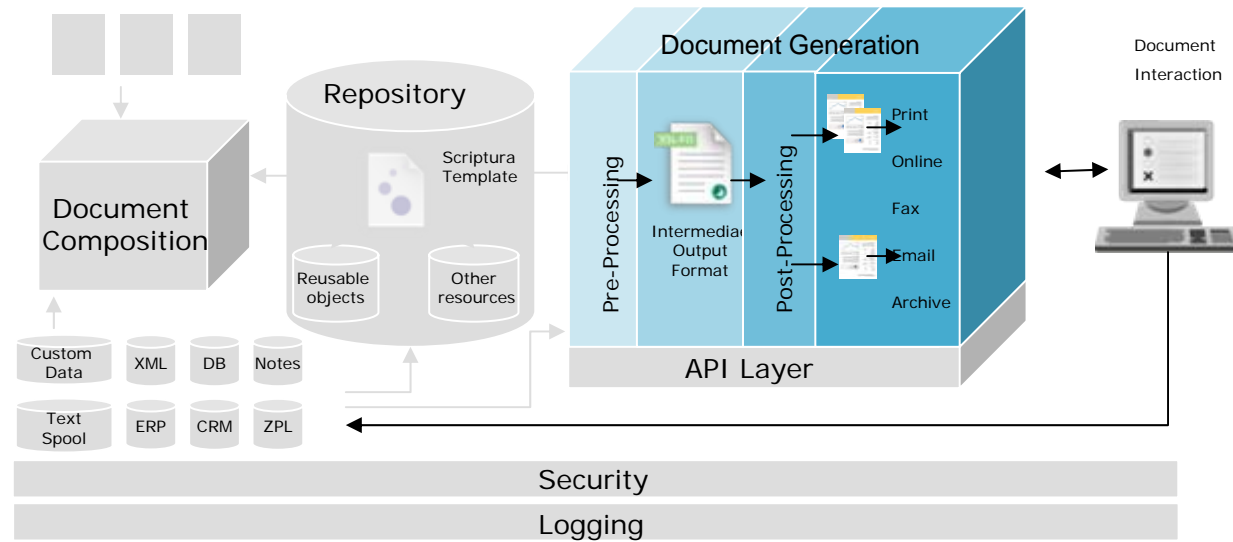 Document Generation
Document
Interaction
Repository
Scriptura
Template
Document
Composition
Reusable
objects
Other
resources
Pre-Processing
Intermediac
Output
Format
Post-Processing
Print
Online
Fax
Email
Archive
API Layer
Custom
Data
XML
DB
Notes
Text
Spool
ERP
CRM
ZPL
Security
Logging